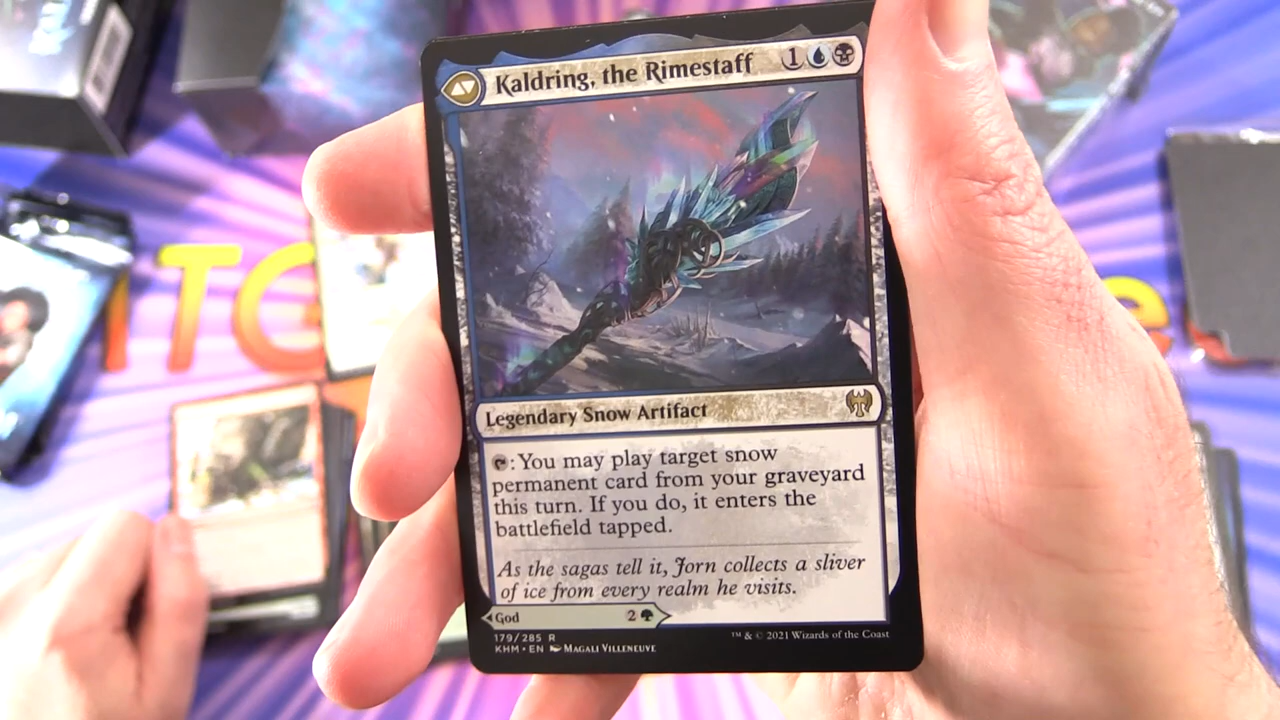 Kaldring, the Rimestaff 1
Legendary Snow Artifact
: You may play target snow
permanent card from your graveyard
this turn. If you do, it enters the
battlefield tapped.
As the sagas tell it, Jorn collects a sliver
of ice from every realm he visits.
God 2
179/285 R
KHM • EN MAGALI VILLENEUVE
™ & © 2021 Wizards of the Coast